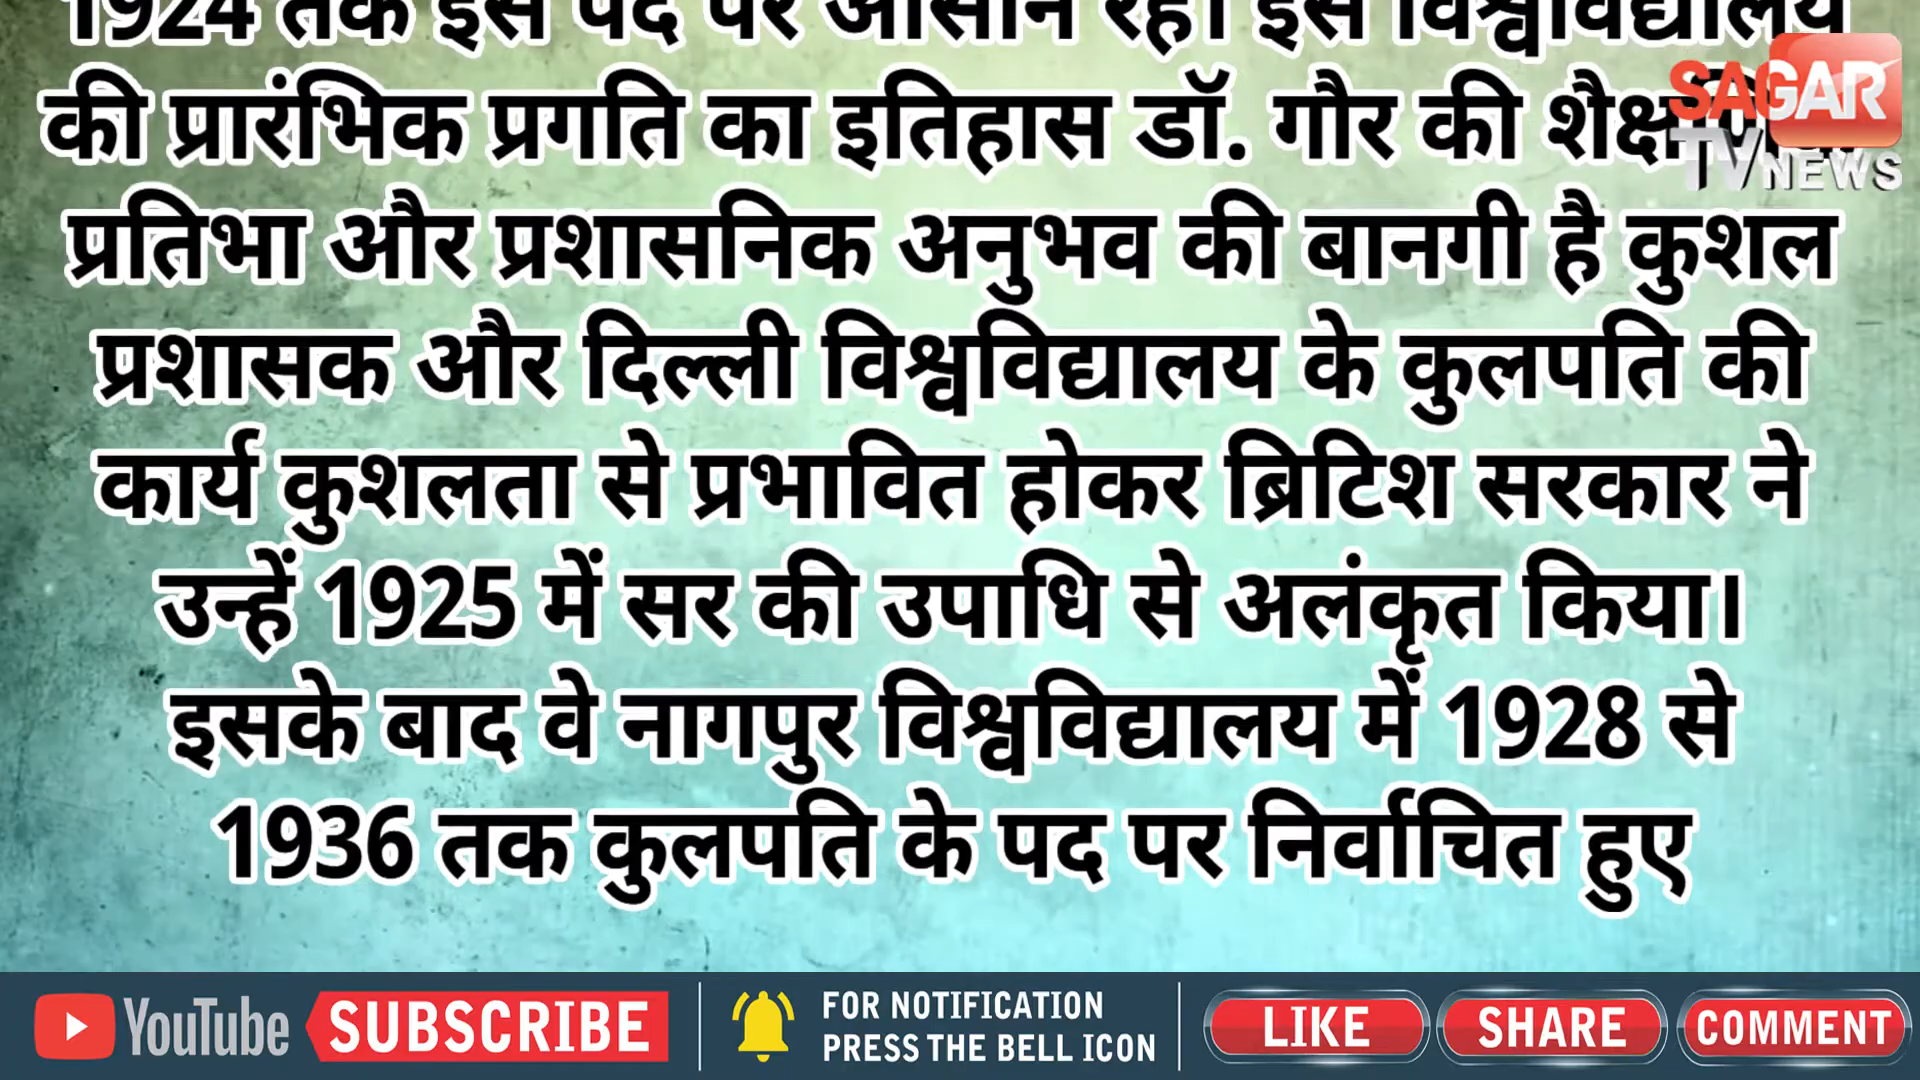 1924 तक इस पद पर आसीन रहे। इस विश्वविद्यालय
की प्रारंभिक प्रगति का इतिहास डॉ. गौर की
प्रतिभा और प्रशासनिक अनुभव की बानगी है कुशल
प्रशासक और दिल्ली विश्वविद्यालय के कुलपति की
कार्य कुशलता से प्रभावित होकर ब्रिटिश सरकार ने
उन्हें 1925 में सर की उपाधि से अलंकृत किया।
इसके बाद वे नागपुर विश्वविद्यालय में 1928 से
1936 तक कुलपति के पद पर निर्वाचित हुए
SAGAR
TV NEWS
YouTube SUBSCRIBE
FOR NOTIFICATION
PRESS THE BELL ICON
LIKE SHARE COMMENT